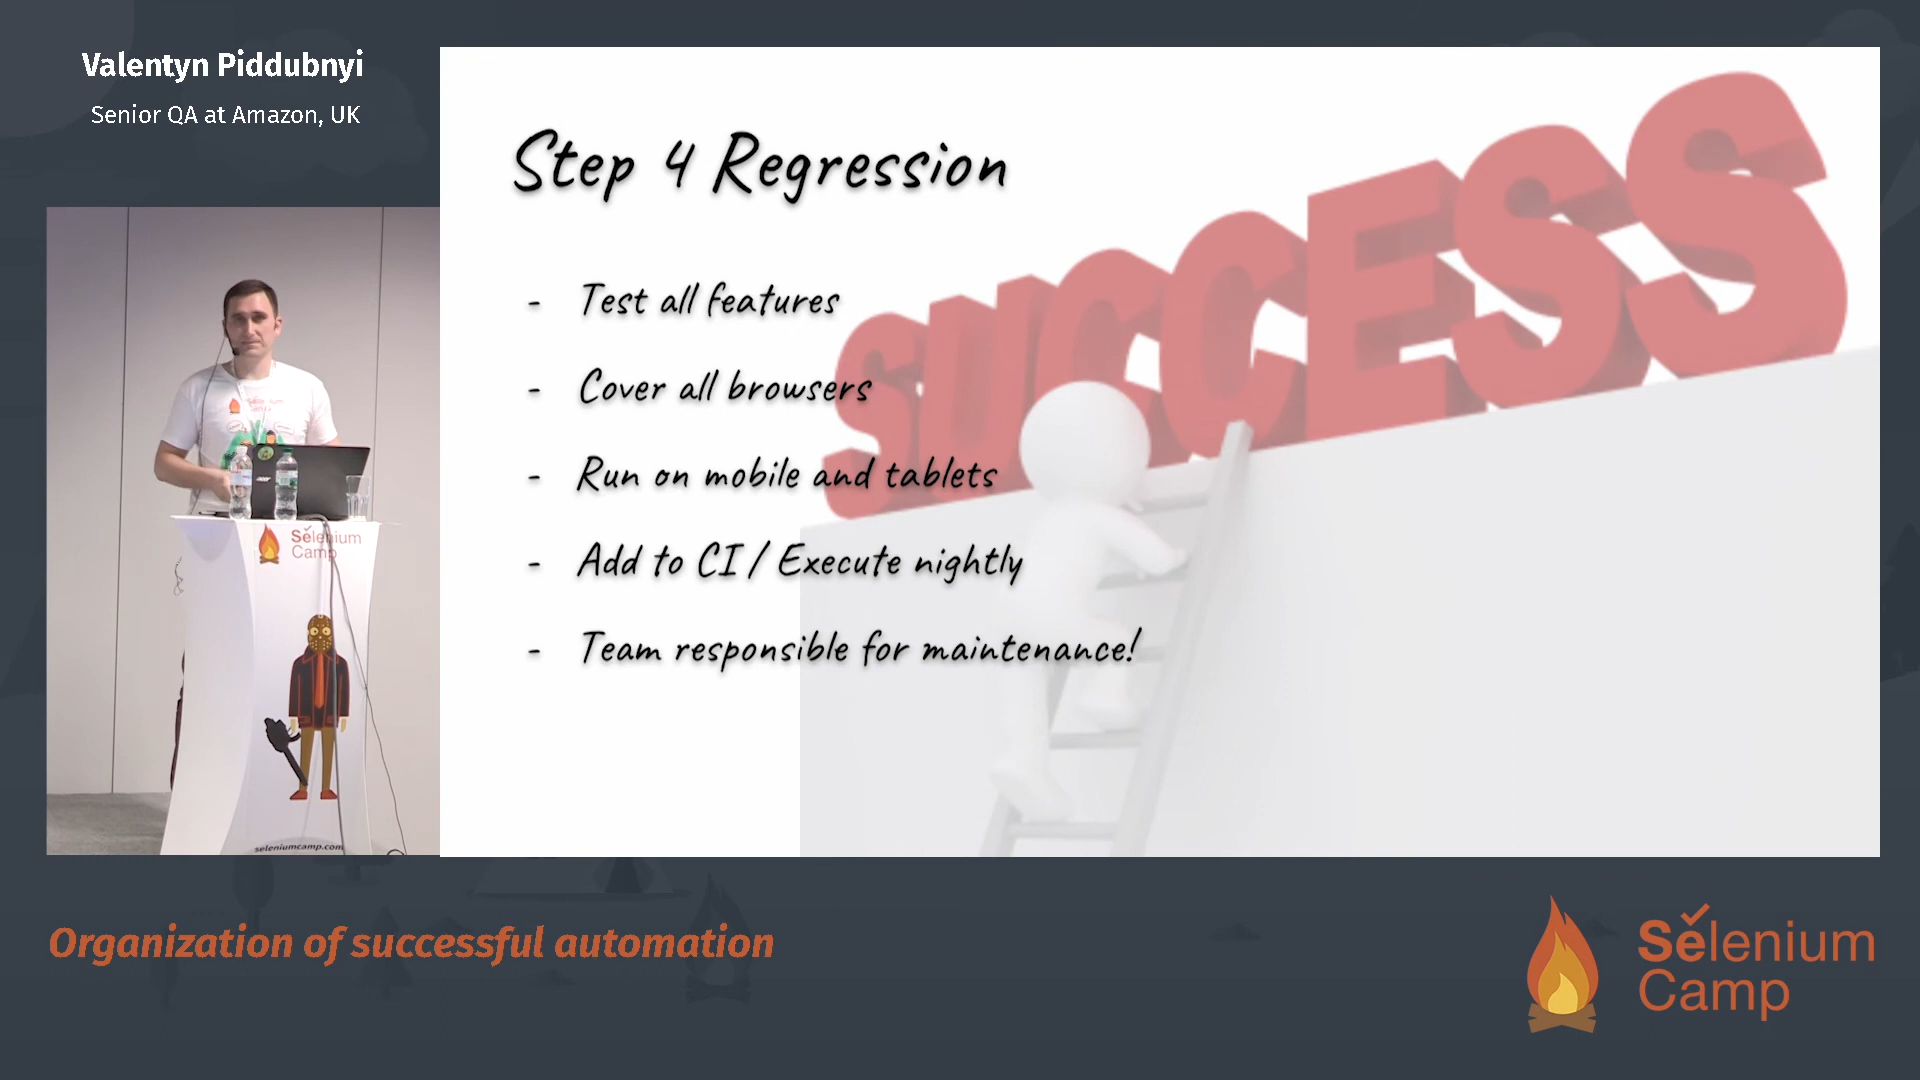 Valentyn Piddubnyi
Senior QA at Amazon, UK
Step 4 Regression
- Test all features
- Cover all browsers
- Run on mobile and tablets
- Add to CI / Execute nightly
- Team responsible for maintenance!
SUCCESS
acer
Selenium
Camp
seleniumcamp.com
Organization of successful automation
Selenium
Camp